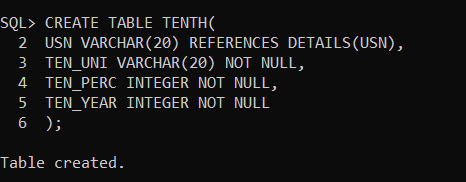 SQL> CREATE TABLE TENTH(
  2  USN VARCHAR(20) REFERENCES DETAILS(USN),
  3  TEN_UNI VARCHAR(20) NOT NULL,
  4  TEN_PERC INTEGER NOT NULL,
  5  TEN_YEAR INTEGER NOT NULL
  6  );
Table created.